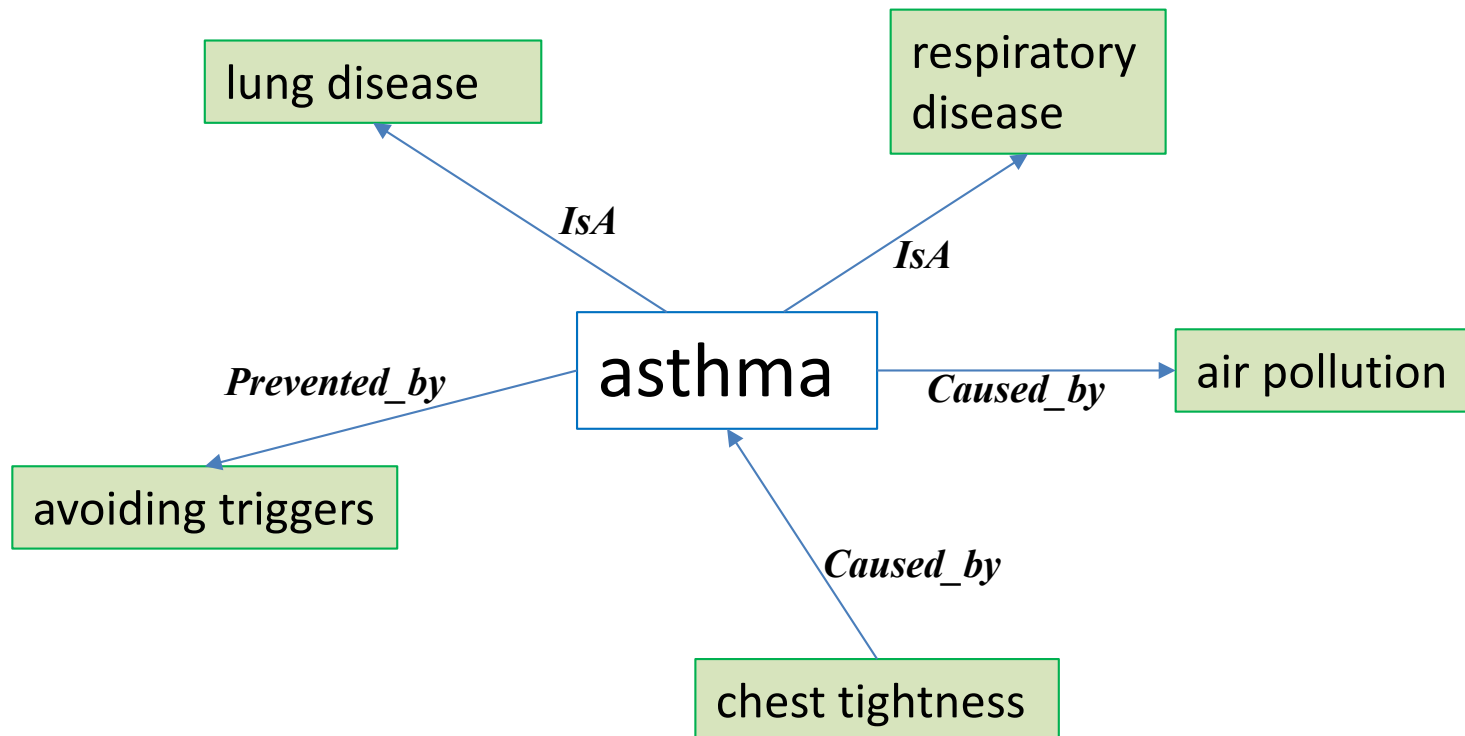 lung disease
respiratory
disease
IsA
IsA
asthma
Prevented_by
Caused_by
air pollution
avoiding triggers
Caused_by
chest tightness